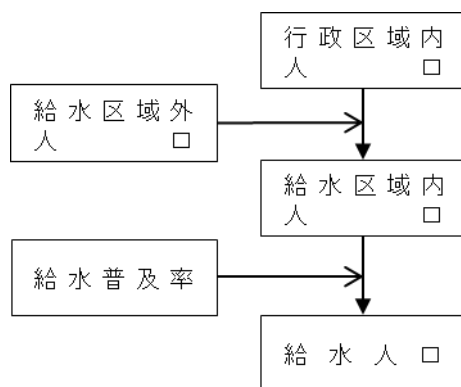 行政区域内
人口
給水区域外
人口
給水区域内
人口
給水普及率
給水人口